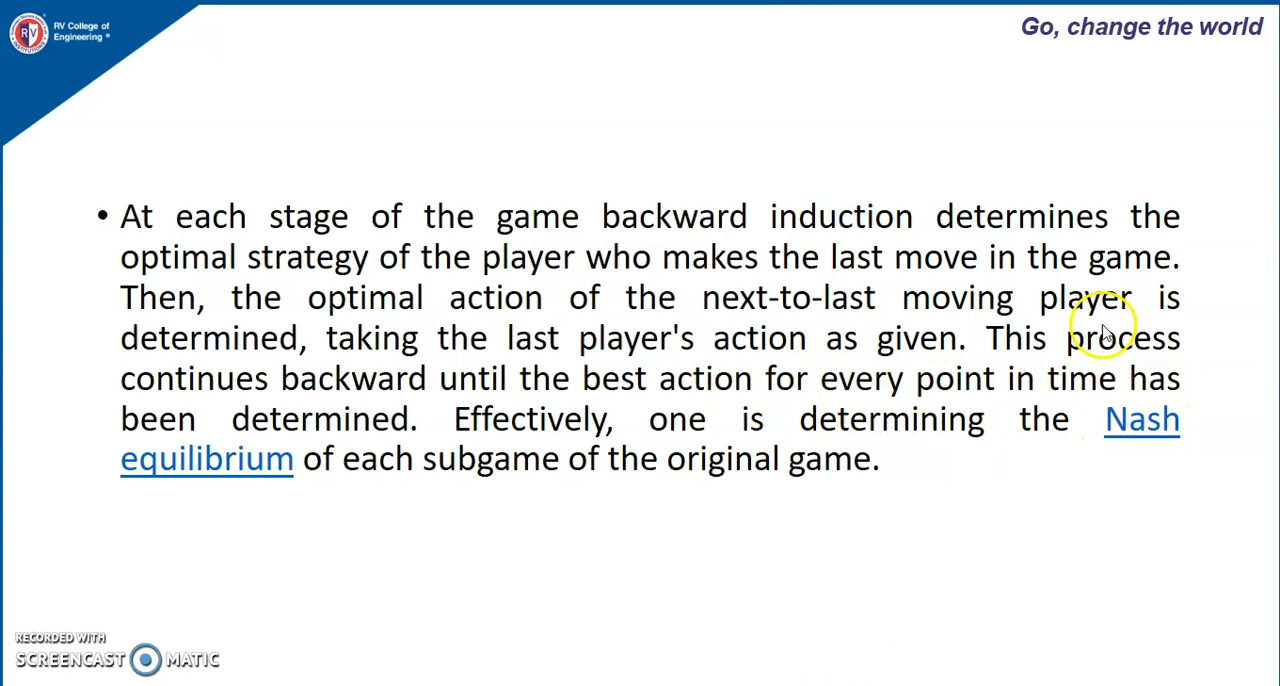 RV College of
Engineering ®
Go, change the world
• At each stage of the game backward induction determines the
optimal strategy of the player who makes the last move in the game.
Then, the optimal action of the next-to-last moving player is
determined, taking the last player's action as given. This process
continues backward until the best action for every point in time has
been determined. Effectively, one is determining the Nash
equilibrium of each subgame of the original game.
RECORDED WITH
SCREENCAST MATIC